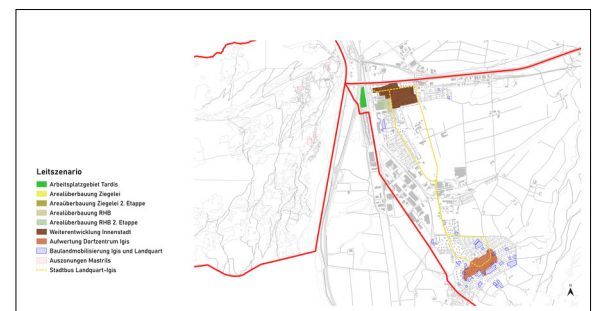 Leitszenario
Arbeitsplatzgebiet Tardis
Arealüberbauung Ziegelei
Arealüberbauung Ziegelei 2. Etappe
Arealüberbauung RHB
Arealüberbauung RHB 2. Etappe
Weiterentwicklung Innenstadt
Aufwertung Dorfzentrum Igis
Baulandmobilisierung Igis und Landquart
Auszonungen Mastrils
Stadtbus Landquart-Igis
N